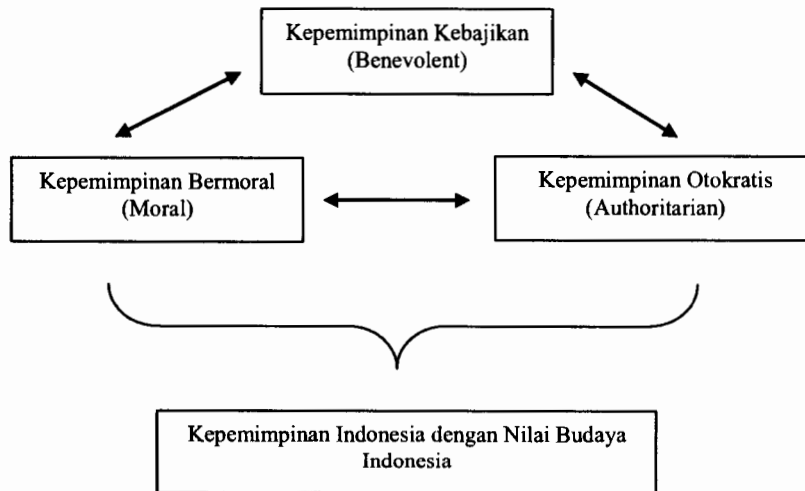 Kepemimpinan Kebajikan
(Benevolent)
Kepemimpinan Bermoral
(Moral)
Kepemimpinan Otokratis
(Authoritarian)
Kepemimpinan Indonesia dengan Nilai Budaya
Indonesia